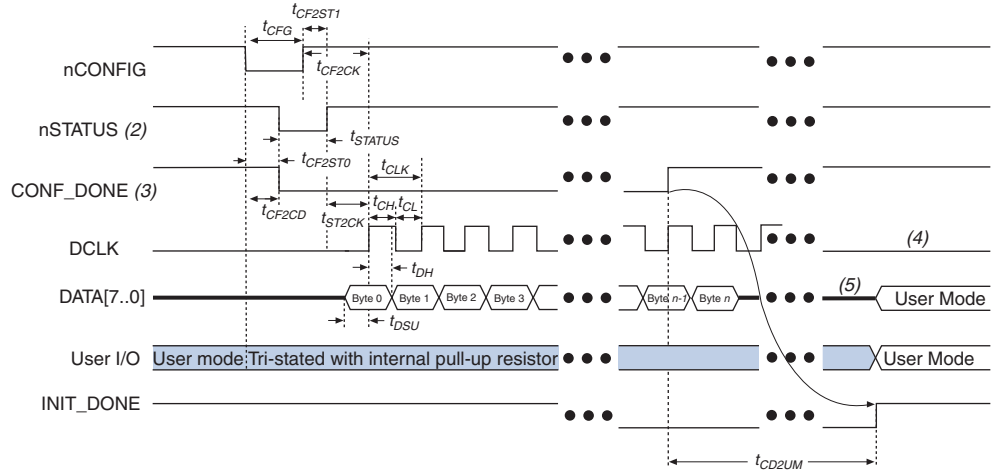 tCF2ST1
tCFG
nCONFIG
tCF2CK
nSTATUS (2)
tSTATUS
tCF2ST0
tCLK
CONF_DONE (3)
tCF2CD
tST2CK
tCH
tCL
DCLK
(4)
tDH
DATA[7..0]
Byte 0
Byte 1
Byte 2
Byte 3
Byte n-1
Byte n
(5)
User Mode
tDSU
User I/O
User mode
Tri-stated with internal pull-up resistor
User Mode
INIT_DONE
tCD2UM